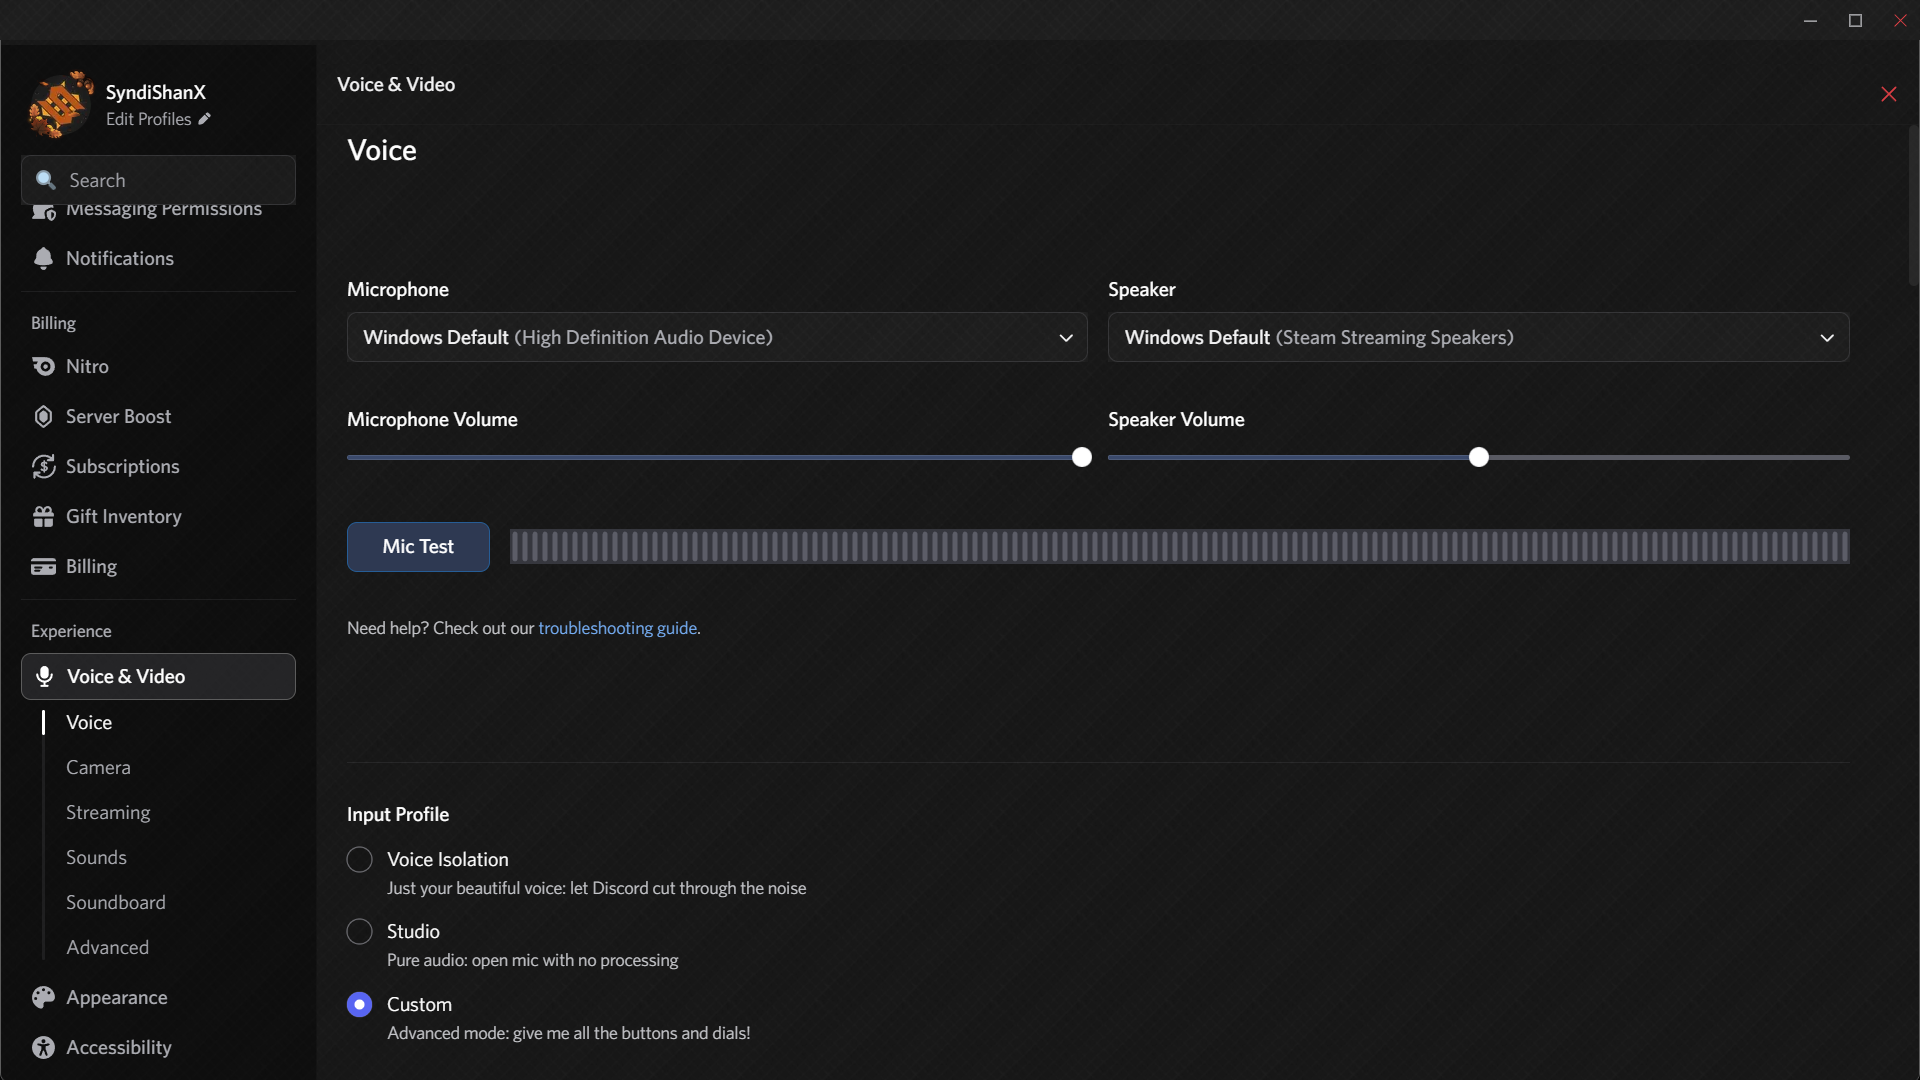 SyndiShanX
Edit Profiles
Search
Messaging Permissions
Notifications
Billing
Nitro
Server Boost
Subscriptions
Gift Inventory
Billing
Experience
Voice & Video
Voice
Camera
Streaming
Sounds
Soundboard
Advanced
Appearance
Accessibility
Voice & Video
Voice
Microphone
Windows Default (High Definition Audio Device)
Speaker
Windows Default (Steam Streaming Speakers)
Microphone Volume
Speaker Volume
Mic Test
Need help? Check out our troubleshooting guide.
Input Profile
Voice Isolation
Just your beautiful voice: let Discord cut through the noise
Studio
Pure audio: open mic with no processing
Custom
Advanced mode: give me all the buttons and dials!